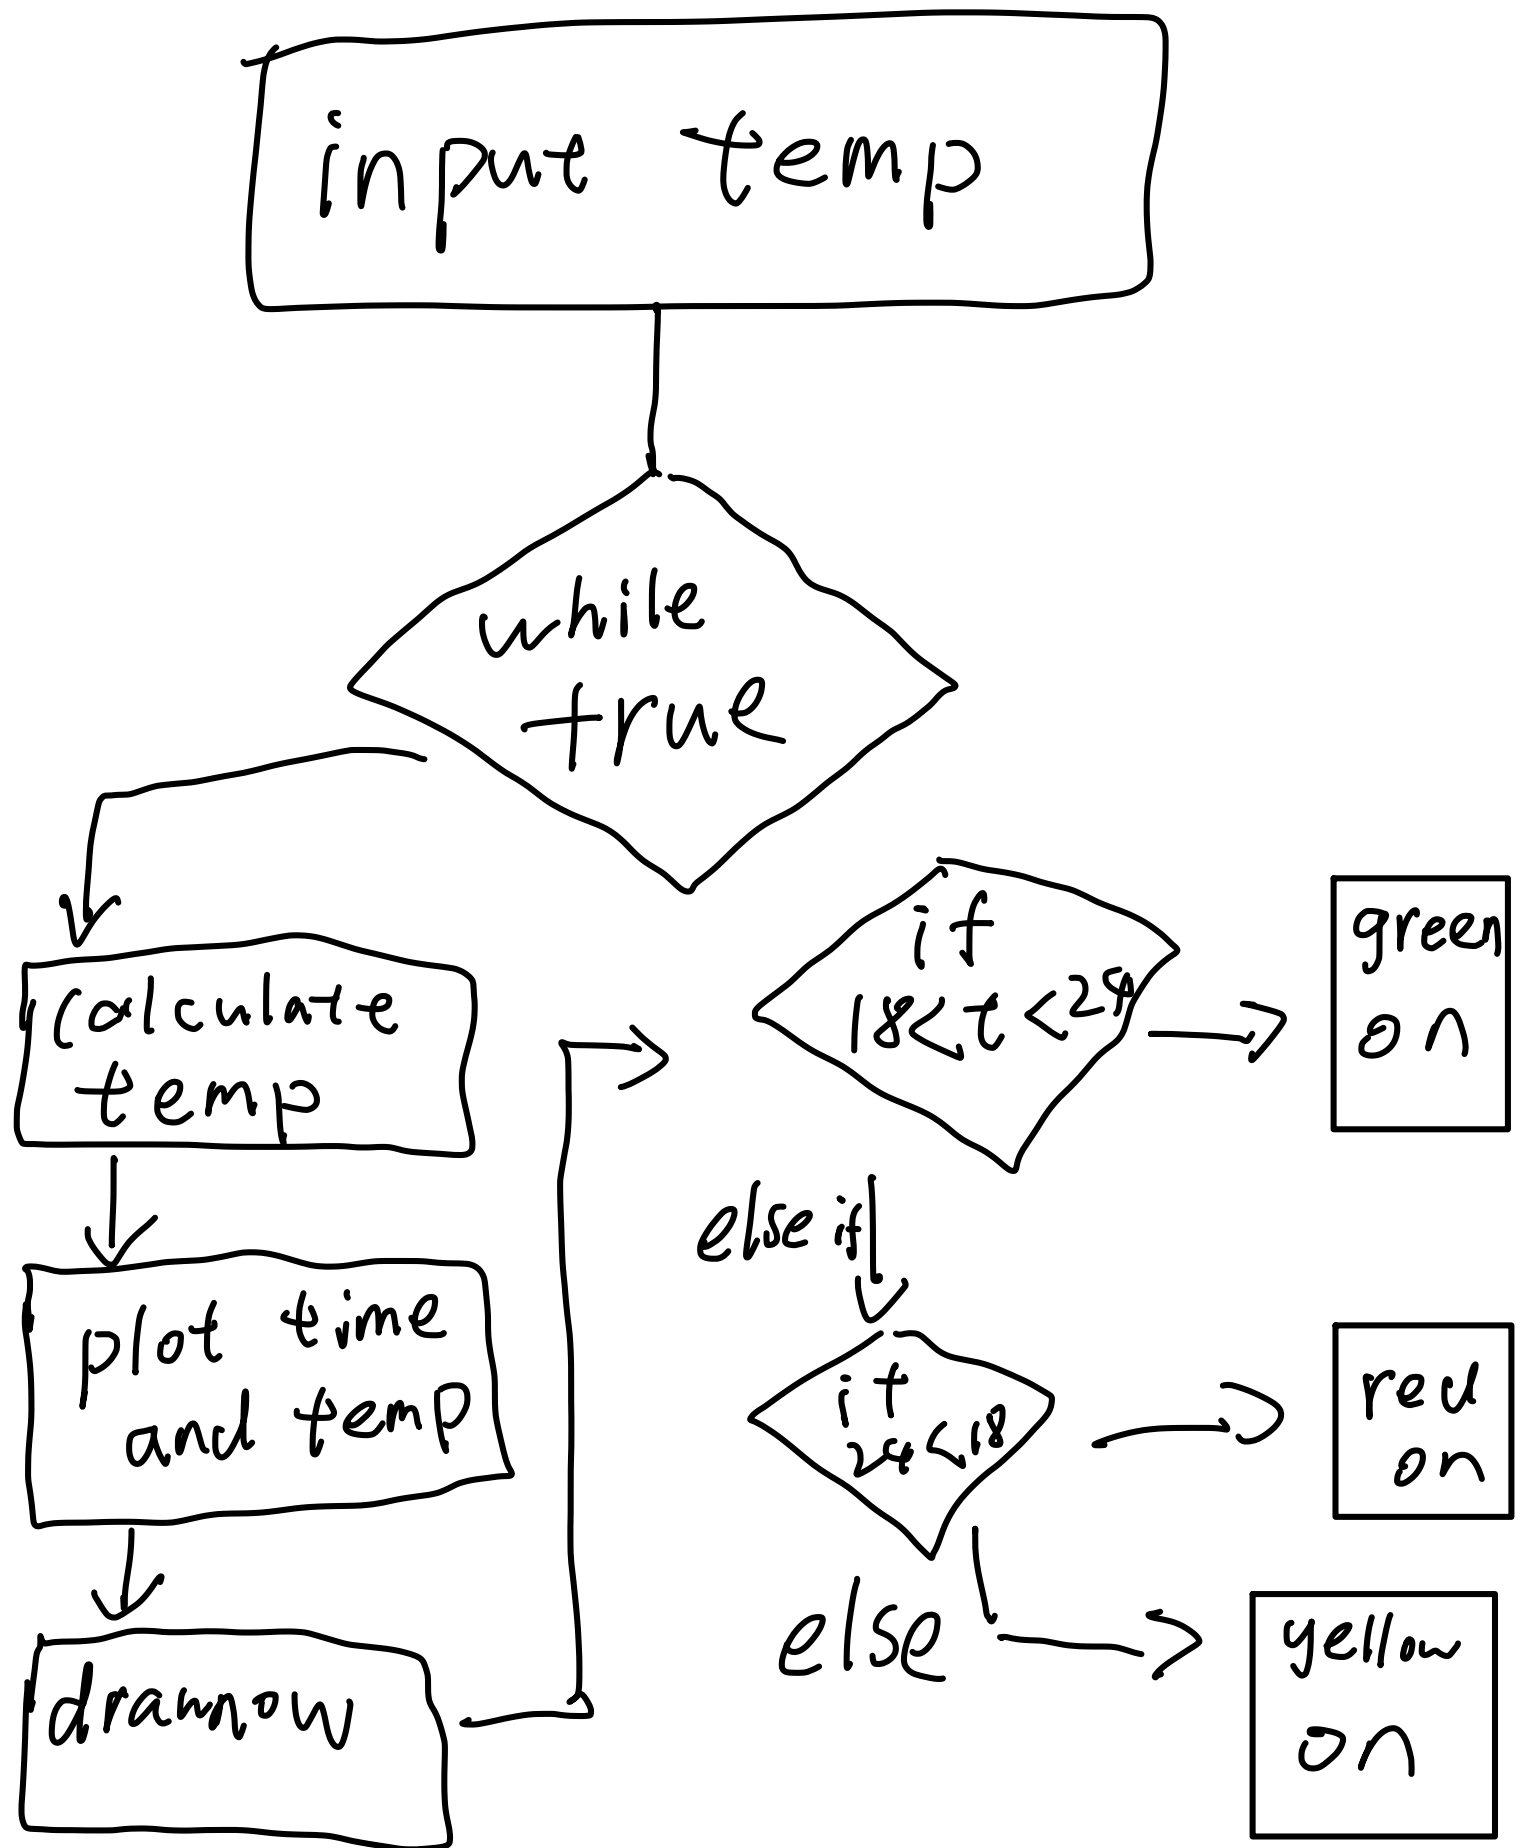 input temp
while
true
calculate
temp
plot time
and temp
drawnow
if
18<t<24
green
on
else if
if
24<18
red
on
else
yellow
on